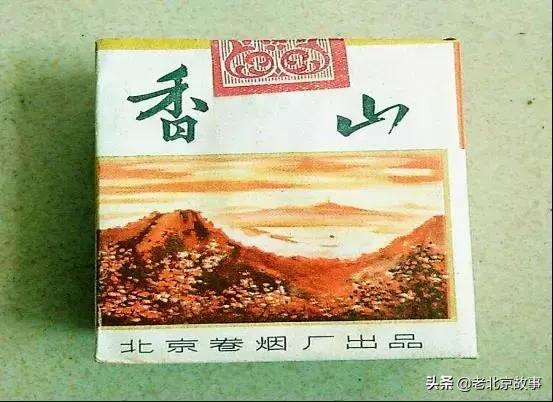 香 山
北京卷烟厂出品
头条 @老北京故事